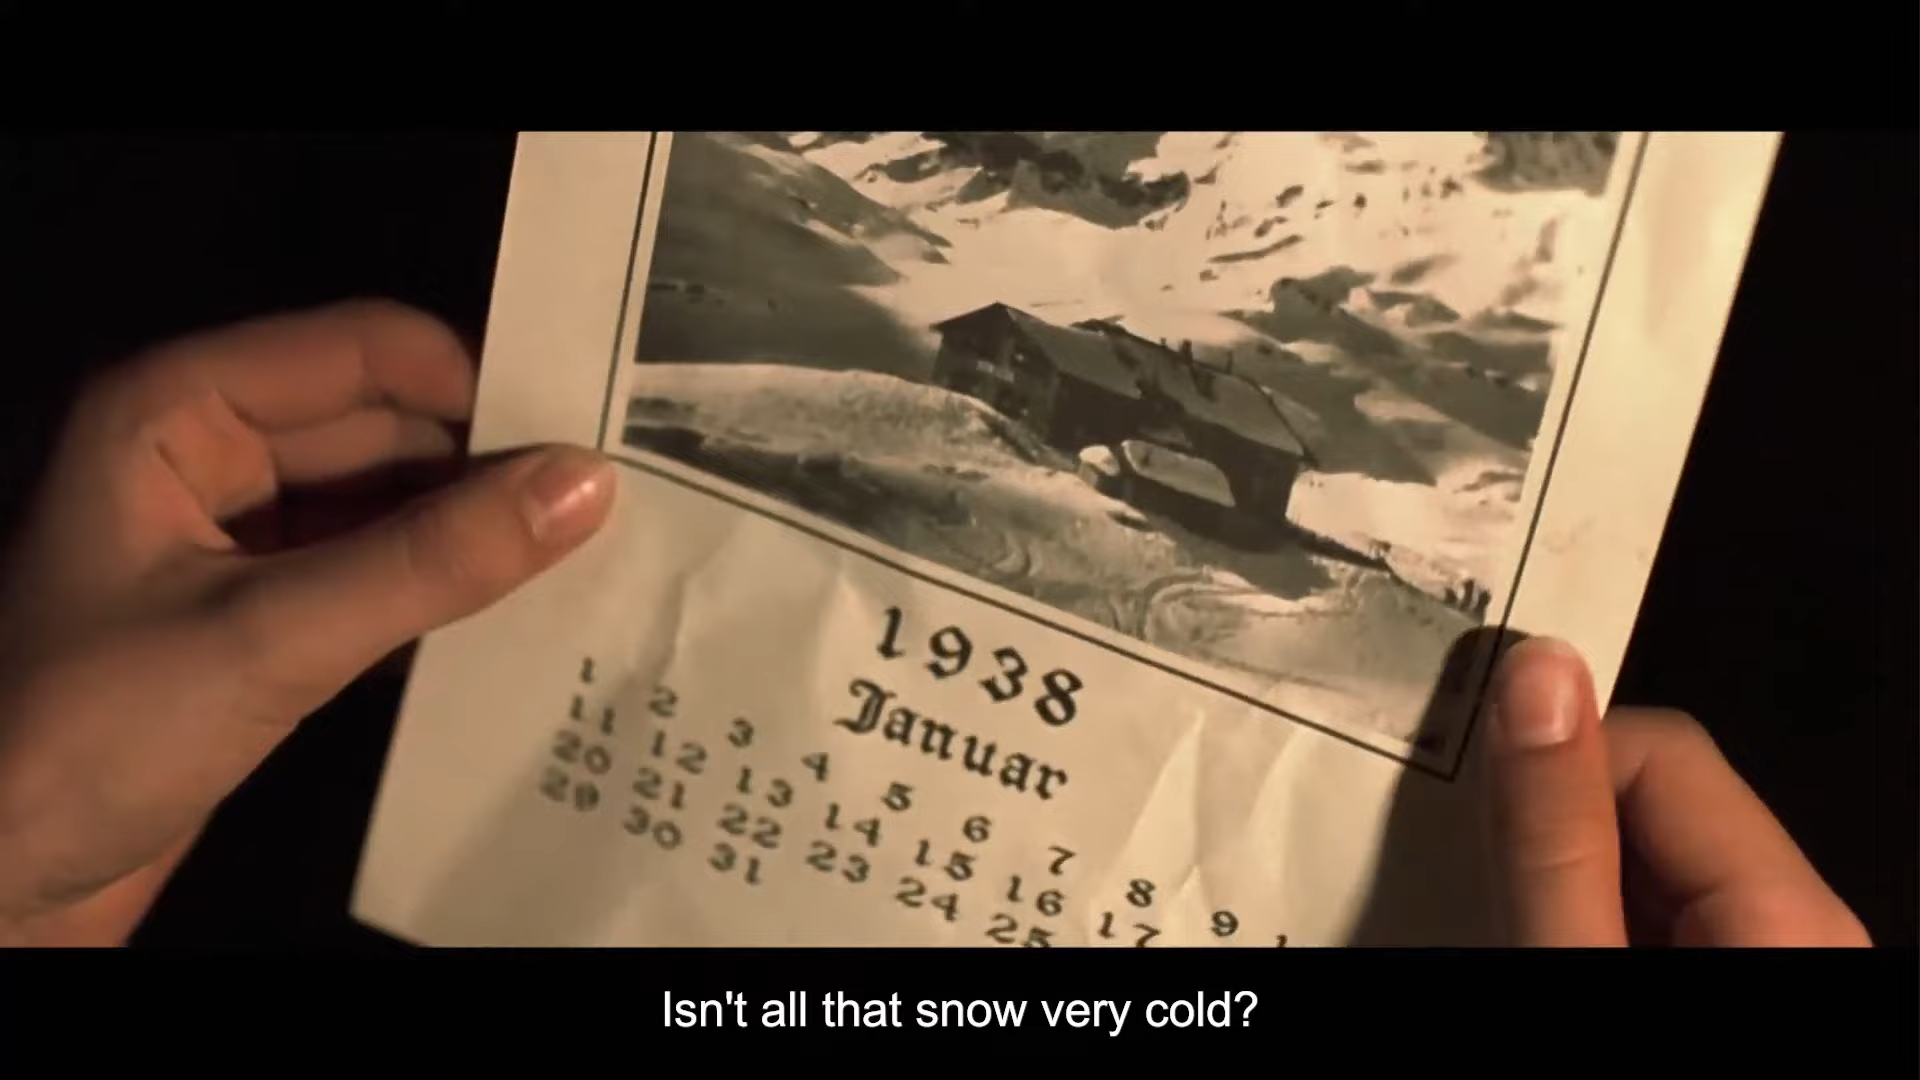 1938
Januar
1 2 3 4 5 6 7 8 9
11 12 13 14 15 16 17
20 21 22 23 24 25
29 30 31
Isn't all that snow very cold?